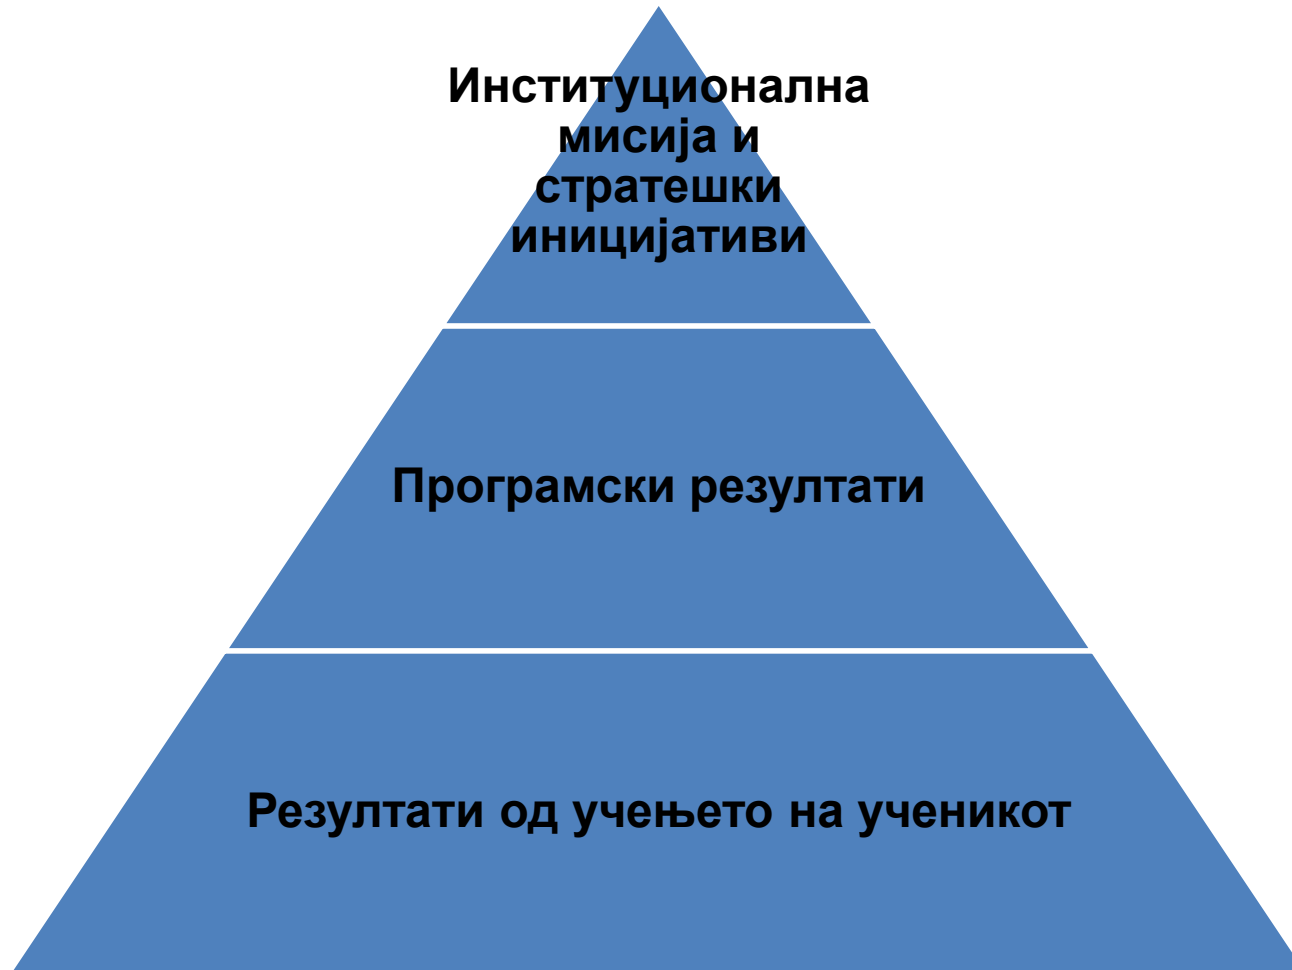 Институционална
мисија и
стратешки
иницијативи
Програмски резултати
Резултати од учењето на ученикот